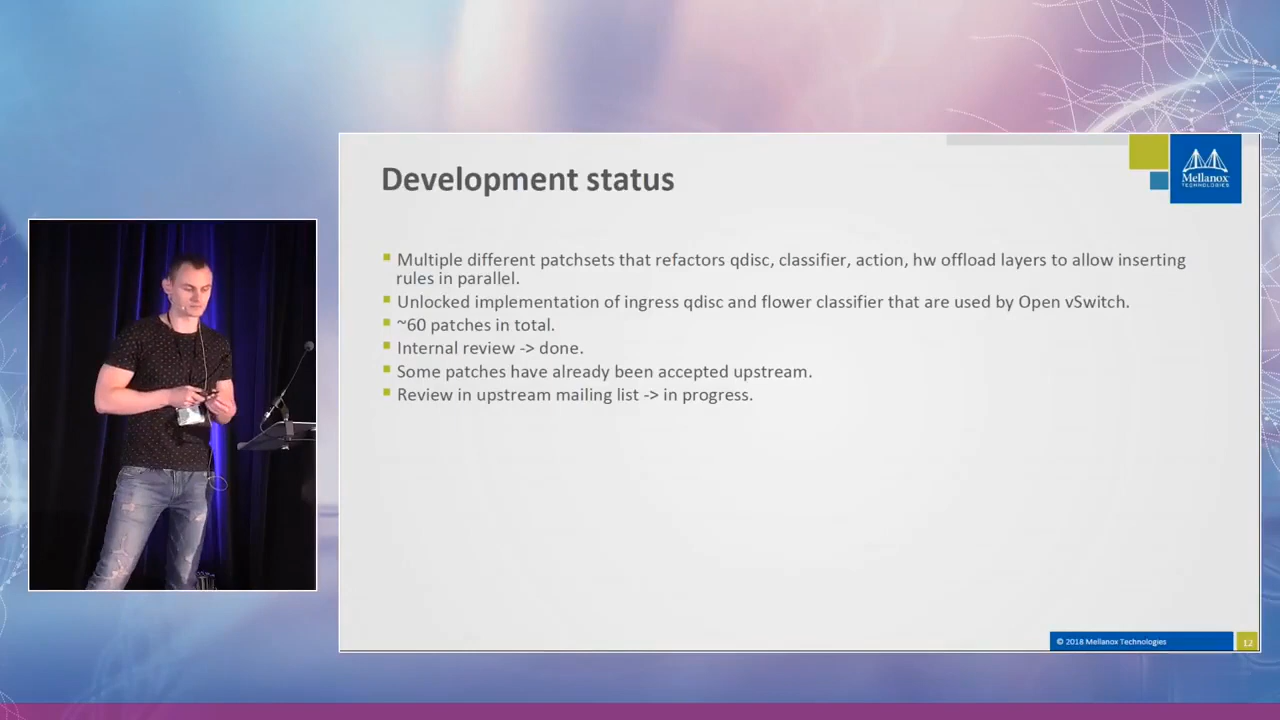 Development status
Mellanox
TECHNOLOGIES
Multiple different patchsets that refactors qdisc, classifier, action, hw offload layers to allow inserting
rules in parallel.
Unlocked implementation of ingress qdisc and flower classifier that are used by Open vSwitch.
~60 patches in total.
Internal review -> done.
Some patches have already been accepted upstream.
Review in upstream mailing list -> in progress.
© 2018 Mellanox Technologies
12